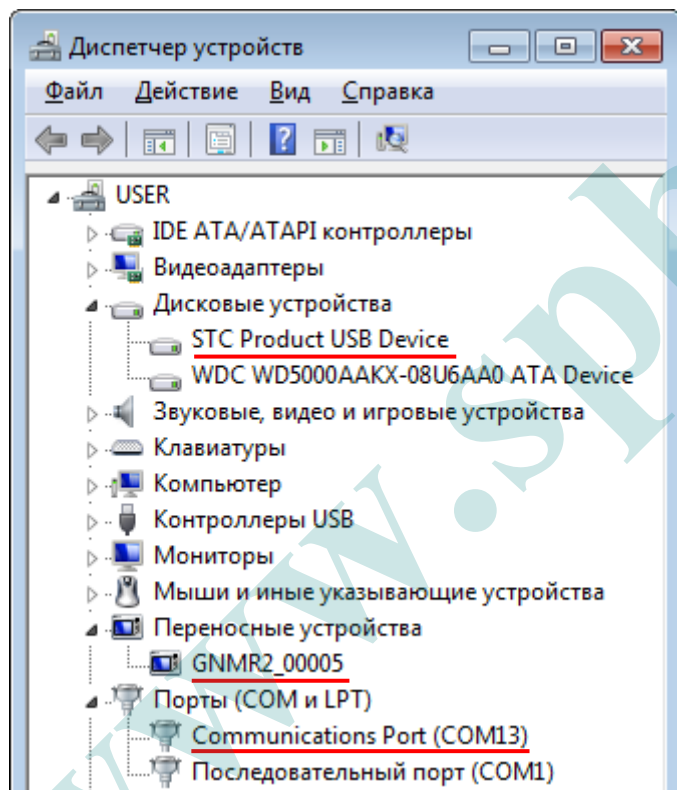 Диспетчер устройств
Файл Действие Вид Справка
USER
IDE ATA/ATAPI контроллеры
Видеоадаптеры
Дисковые устройства
STC Product USB Device
WDC WD5000AAKX-08U6AA0 ATA Device
Звуковые, видео и игровые устройства
Клавиатуры
Компьютер
Контроллеры USB
Мониторы
Мыши и иные указывающие устройства
Переносные устройства
GNMR2_00005
Порты (COM и LPT)
Communications Port (COM13)
Последовательный порт (COM1)